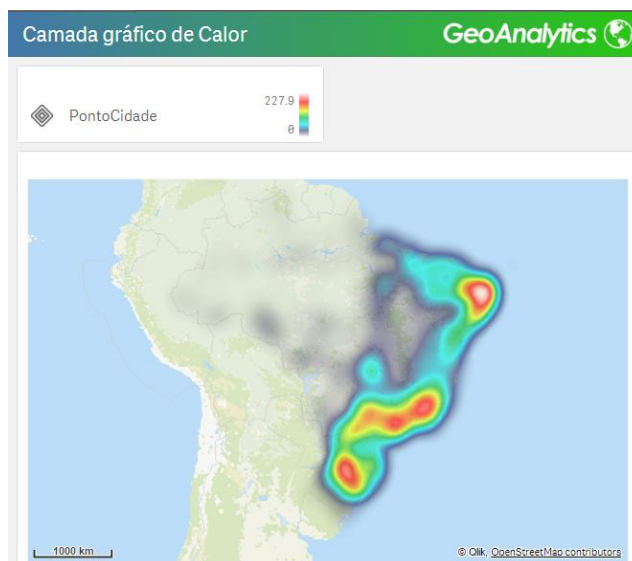 Camada gráfico de Calor
GeoAnalytics
PontoCidade
227.9
0
1000 km
© Qlik, OpenStreetMap contributors